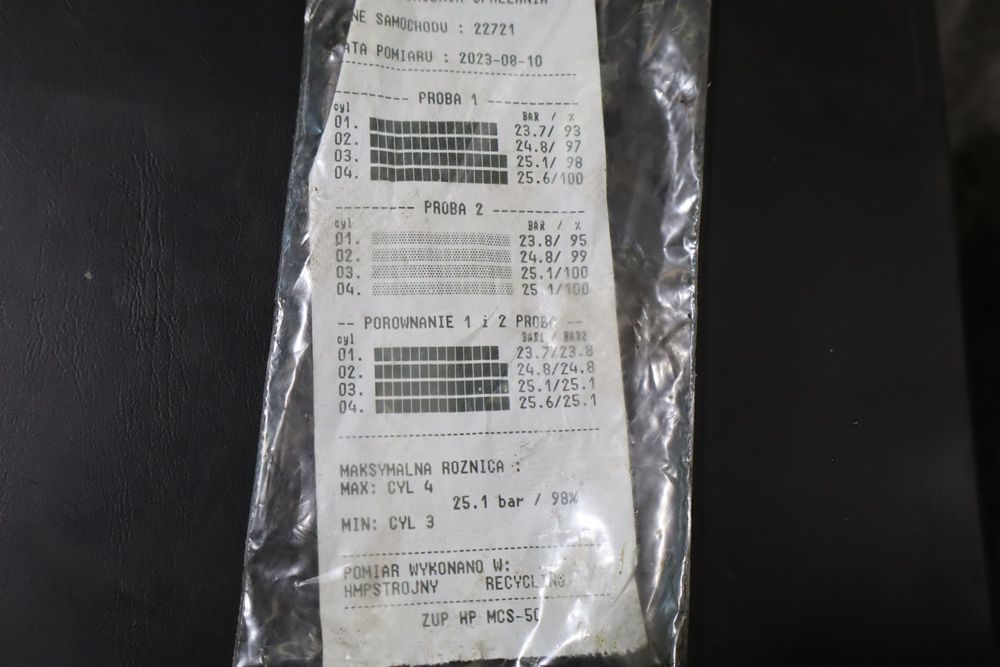 NE SAMOCHODU : 22721
ATA POMIARU : 2023-08-10
PROBA 1
cyl BAR / %
01. 23.7/ 93
02. 24.8/ 97
03. 25.1/ 98
04. 25.6/100
PROBA 2
cyl BAR / %
01. 23.8/ 95
02. 24.8/ 99
03. 25.1/100
04. 25.1/100
-- POROWNANIE 1 i 2 PROBA --
cyl BAR1 / BAR2
01. 23.7/23.8
02. 24.8/24.8
03. 25.1/25.1
04. 25.6/25.1
MAKSYMALNA ROZNICA :
MAX: CYL 4
25.1 bar / 98%
MIN: CYL 3
POMIAR WYKONANO W:
HMPSTROJNY RECYCLING
ZUP HP MCS-50